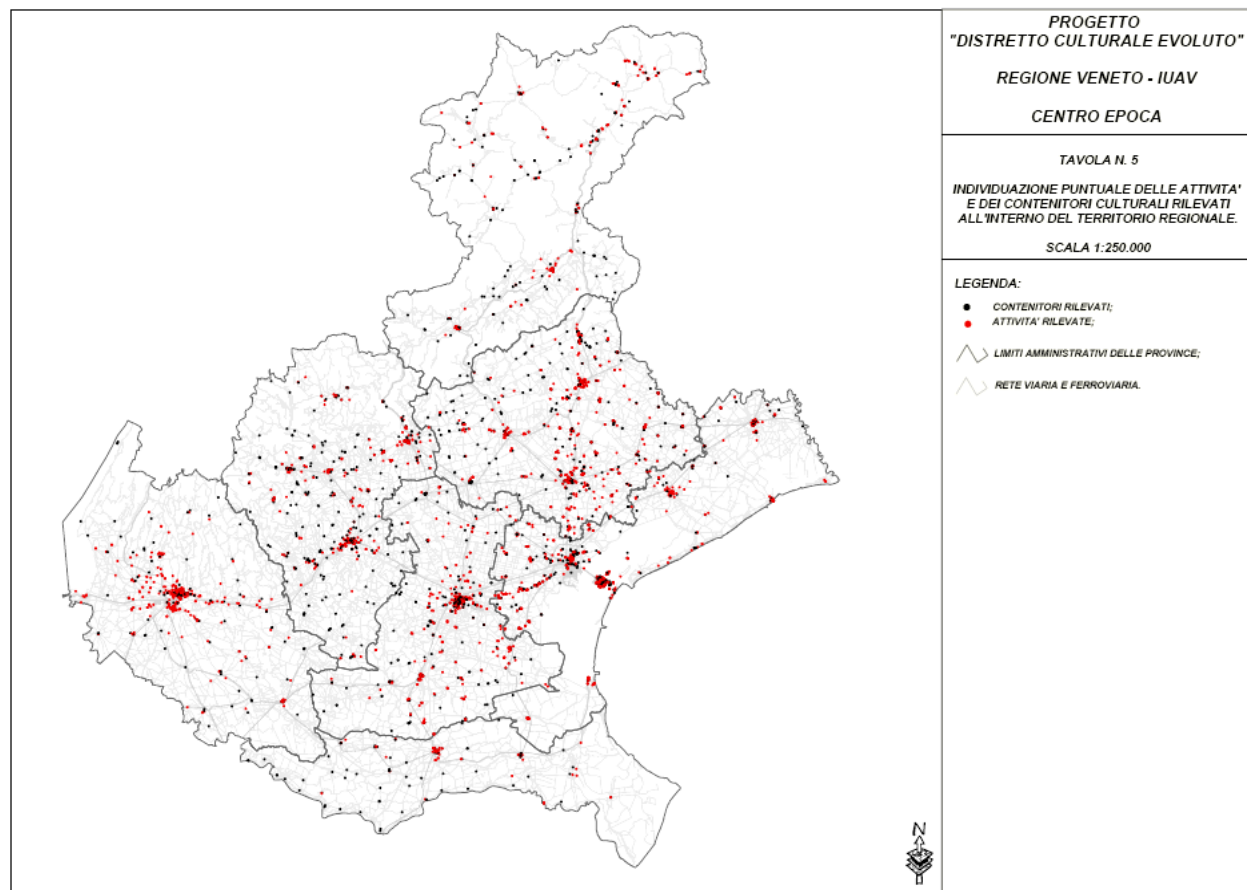 PROGETTO
"DISTRETTO CULTURALE EVOLUTO"
REGIONE VENETO - IUAV
CENTRO EPOCA
TAVOLA N. 5
INDIVIDUAZIONE PUNTUALE DELLE ATTIVITA'
E DEI CONTENITORI CULTURALI RILEVATI
ALL'INTERNO DEL TERRITORIO REGIONALE.
SCALA 1:250.000
LEGENDA:
CONTENITORI RILEVATI;
ATTIVITA' RILEVATE;
LIMITI AMMINISTRATIVI DELLE PROVINCE;
RETE VIARIA E FERROVIARIA.
N